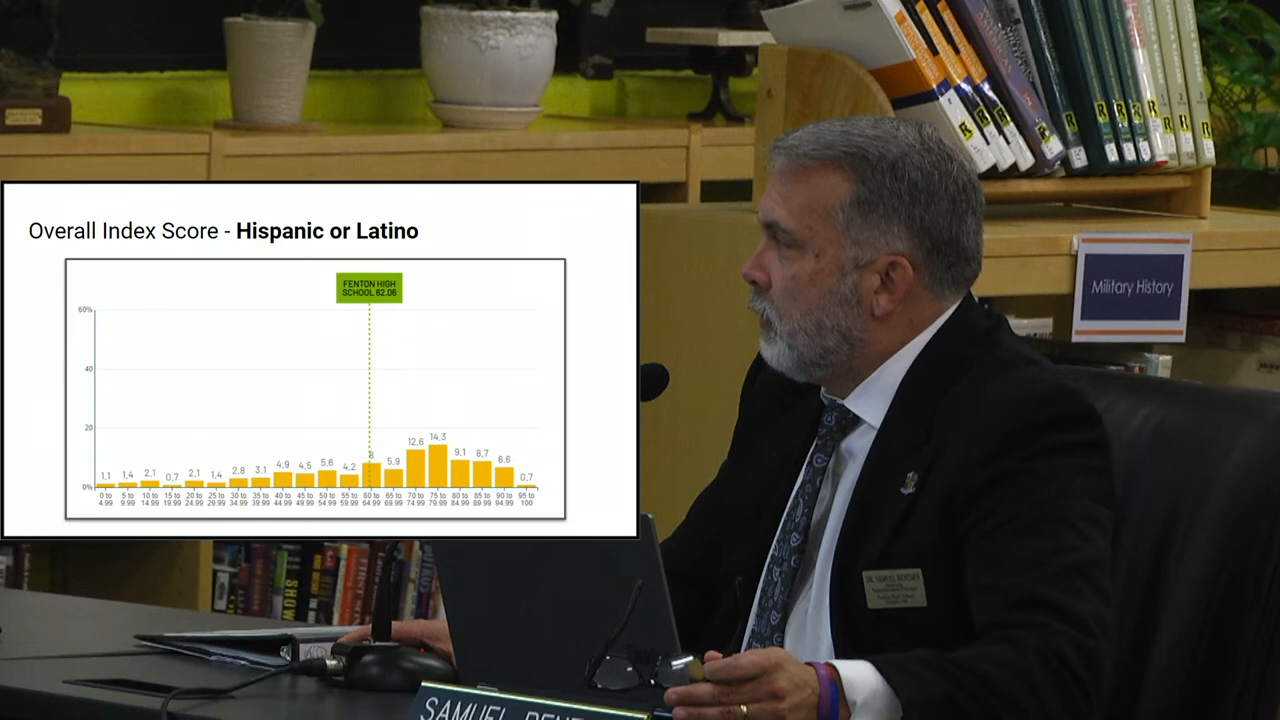 Overall Index Score - Hispanic or Latino
FENTON HIGH
SCHOOL 62.06
60%
40
20
0%
1,1
1,4
2,1
0,7
2,1
1,4
2,8
3,1
4,9
4,5
5,6
4,2
8
5,9
12,6
14,3
9,1
8,7
6,6
0,7
0 to
4.99
5 to
9.99
10 to
14.99
15 to
19.99
20 to
24.99
25 to
29.99
30 to
34.99
35 to
39.99
40 to
44.99
45 to
49.99
50 to
54.99
55 to
59.99
60 to
64.99
65 to
69.99
70 to
74.99
75 to
79.99
80 to
84.99
85 to
89.99
90 to
94.99
95 to
100
Military History
DR. SAMUEL
SHOW
SAMUEL